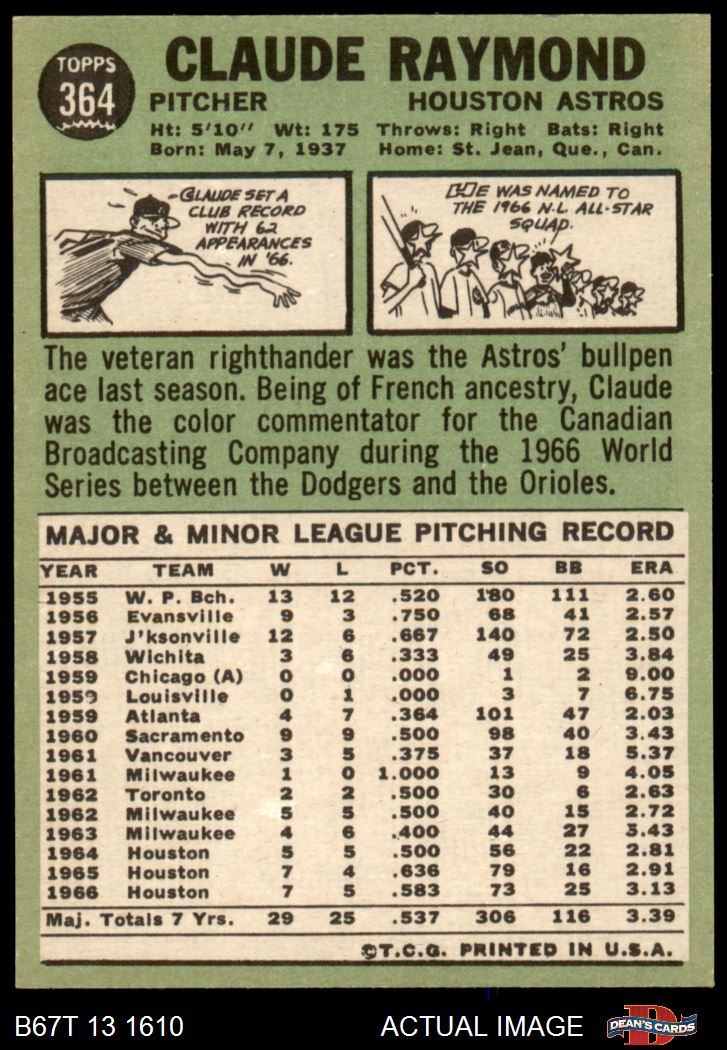 TOPPS
364
CLAUDE RAYMOND
PITCHER HOUSTON ASTROS
Ht: 5'10" Wt: 175 Throws: Right Bats: Right
Born: May 7, 1937 Home: St. Jean, Que., Can.
CLAUDE SET A
CLUB RECORD
WITH 62
APPEARANCES
IN '66.
HE WAS NAMED TO
THE 1966 N.L. ALL-STAR
SQUAD.
The veteran righthander was the Astros' bullpen
ace last season. Being of French ancestry, Claude
was the color commentator for the Canadian
Broadcasting Company during the 1966 World
Series between the Dodgers and the Orioles.
MAJOR & MINOR LEAGUE PITCHING RECORD
YEAR TEAM W L PCT. SO BB ERA
1955 W. P. Bch. 13 12 .520 180 111 2.60
1956 Evansville 9 3 .750 68 41 2.57
1957 J'ksonville 12 6 .667 140 72 2.50
1958 Wichita 3 6 .333 49 25 3.84
1959 Chicago (A) 0 0 .000 1 2 9.00
1959 Louisville 0 1 .000 3 7 6.75
1959 Atlanta 4 7 .364 101 47 2.03
1960 Sacramento 9 9 .500 98 40 3.43
1961 Vancouver 3 5 .375 37 18 5.37
1961 Milwaukee 1 0 1.000 13 9 4.05
1962 Toronto 2 2 .500 30 6 2.63
1962 Milwaukee 5 5 .500 40 15 2.72
1963 Milwaukee 4 6 .400 44 27 5.43
1964 Houston 5 5 .500 56 22 2.81
1965 Houston 7 4 .636 79 16 2.91
1966 Houston 7 5 .583 73 25 3.13
Maj. Totals 7 Yrs. 29 25 .537 306 116 3.39
©T.C.G. PRINTED IN U.S.A.
B67T 13 1610 ACTUAL IMAGE DEAN'S CARDS